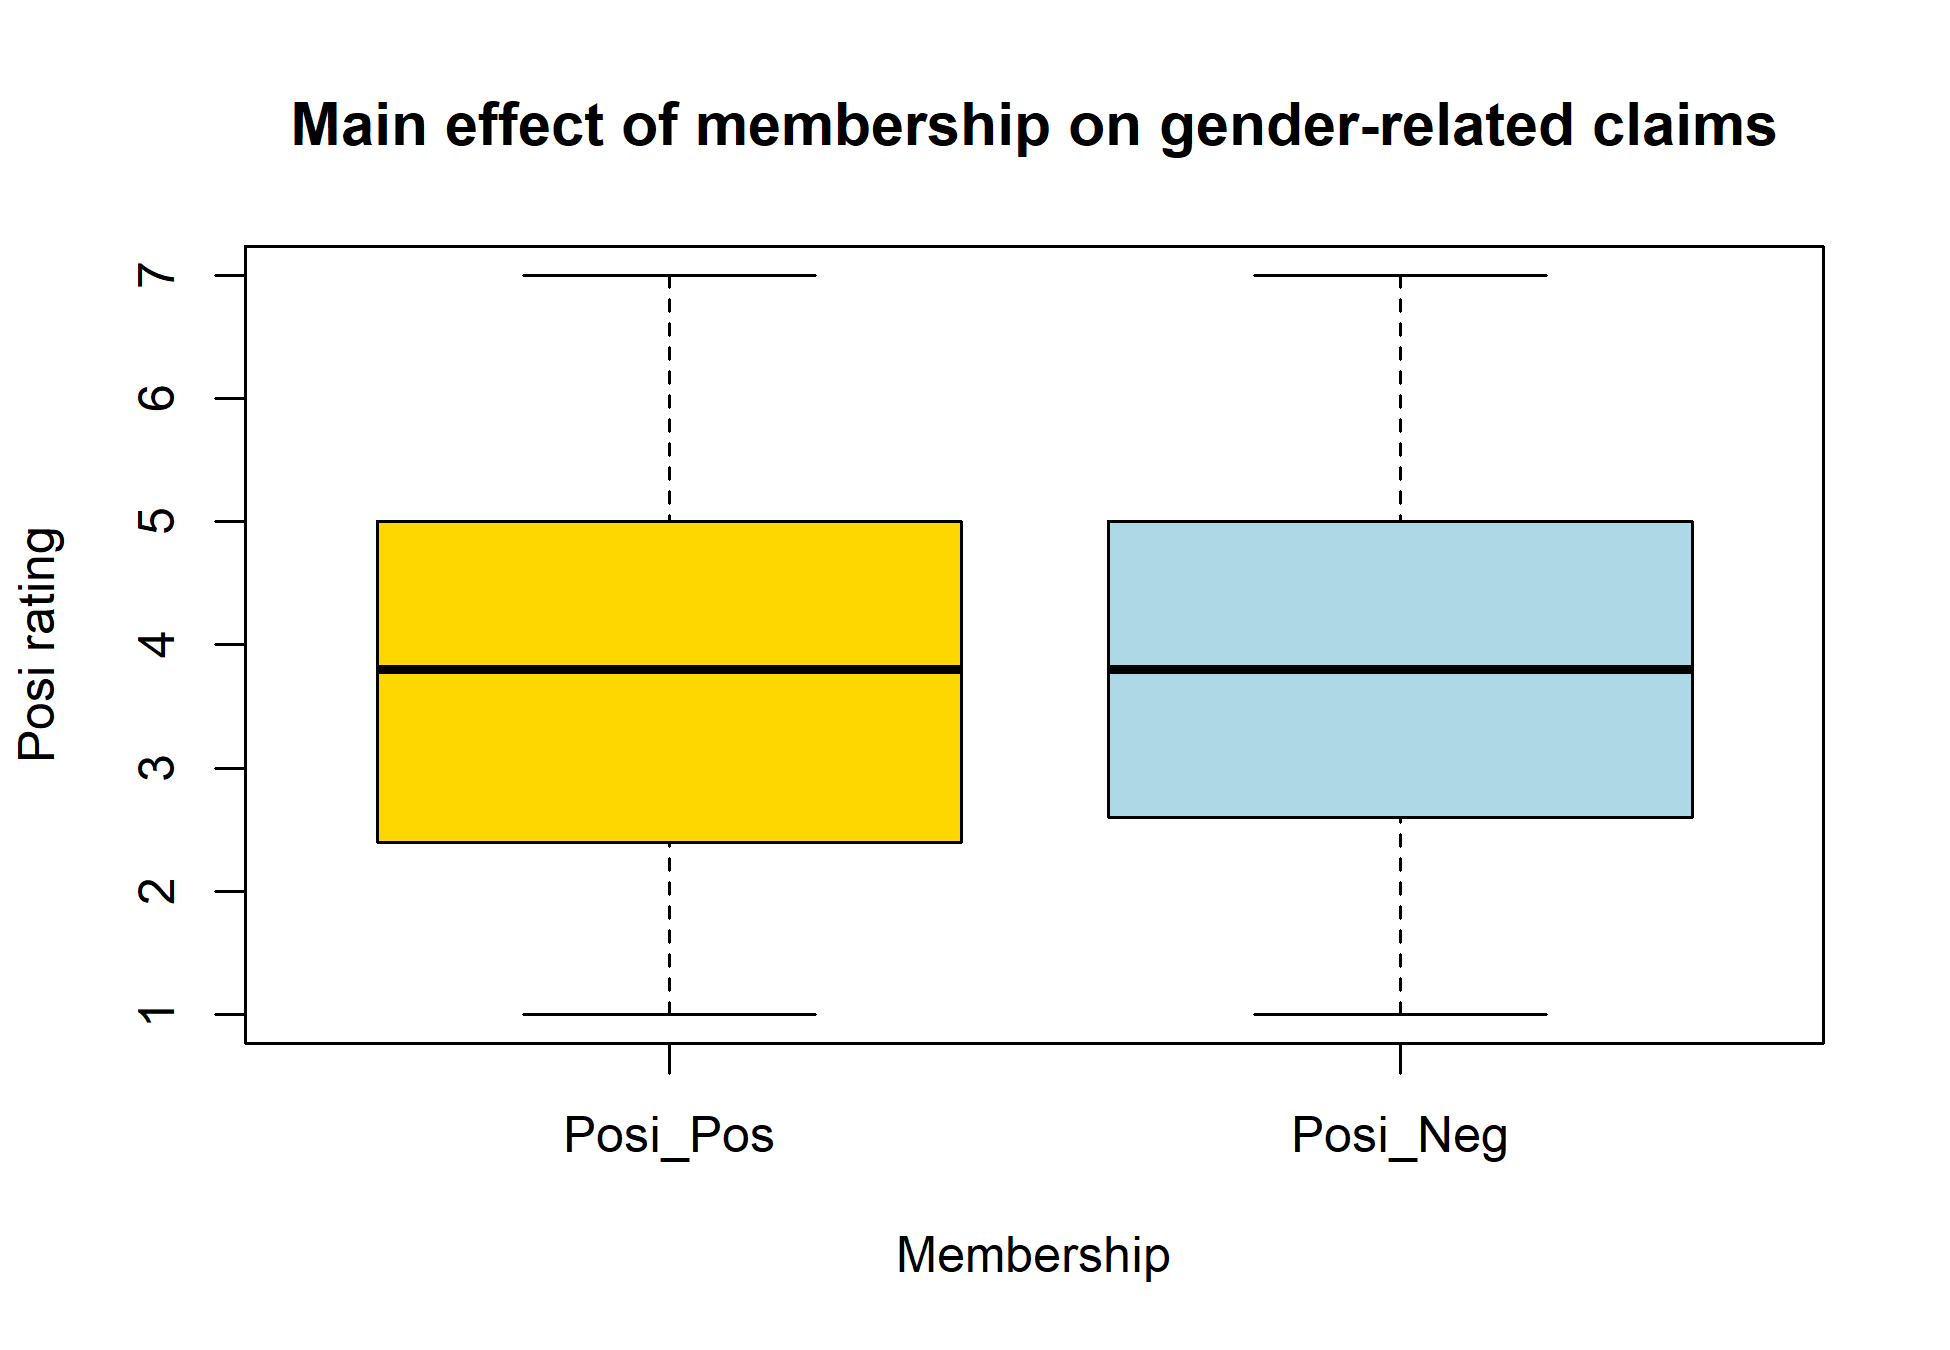 Main effect of membership on gender-related claims
Posi rating
7
6
5
4
3
2
1
Posi_Pos
Posi_Neg
Membership